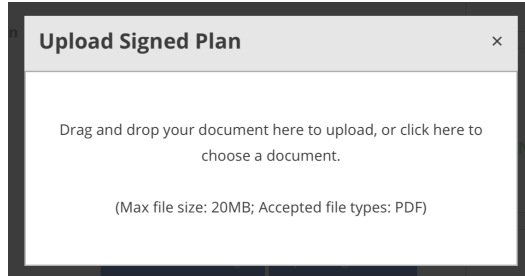 Upload Signed Plan ×
Drag and drop your document here to upload, or click here to
choose a document.
(Max file size: 20MB; Accepted file types: PDF)